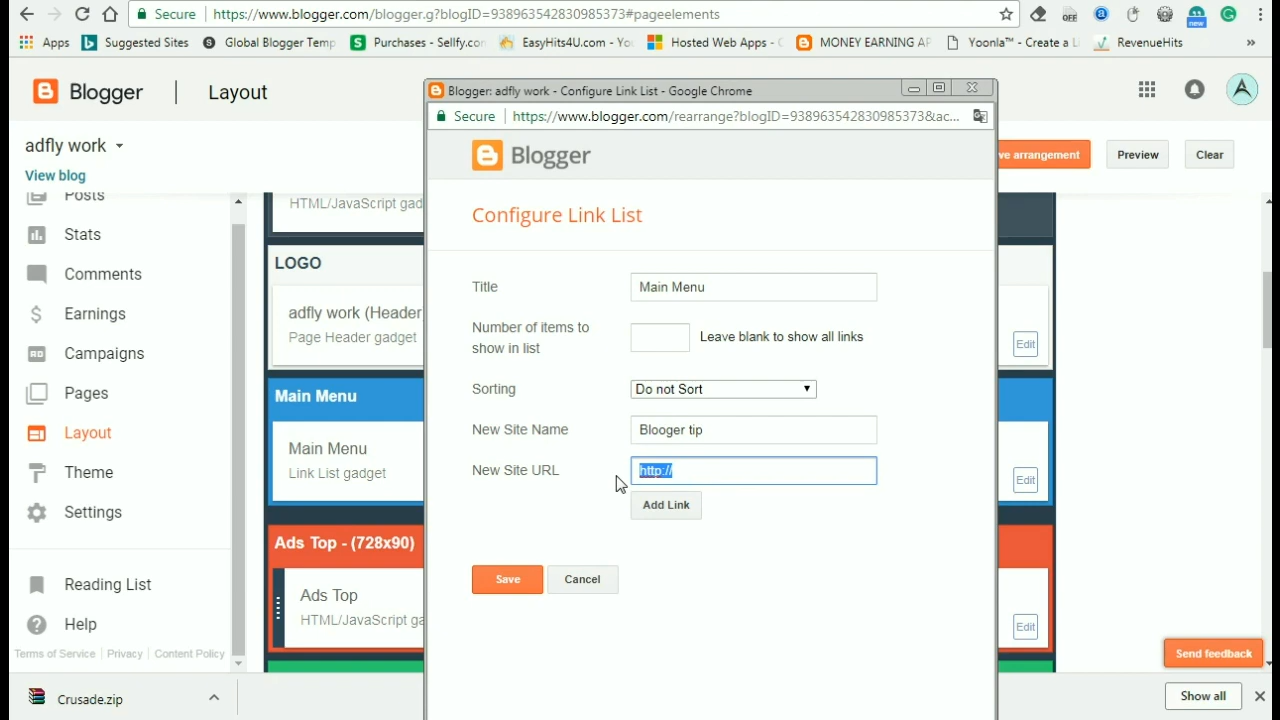 Secure https://www.blogger.com/blogger.g?blogID=938963542830985373#pageelements
OFF
new
Apps Suggested Sites Global Blogger Temp Purchases - Sellfy.co EasyHits4U.com - Yo Hosted Web Apps - MONEY EARNING AP Yoonla™ - Create a Li RevenueHits »
Blogger | Layout
adfly work
View blog
Posts
Stats
Comments
Earnings
Campaigns
Pages
Layout
Theme
Settings
Reading List
Help
Terms of Service | Privacy | Content Policy
HTML/JavaScript gad
LOGO
adfly work (Header
Page Header gadget
Edit
Main Menu
Main Menu
Link List gadget
Edit
Ads Top - (728x90)
Ads Top
HTML/JavaScript ga
Edit
ve arrangement
Preview
Clear
Blogger: adfly work - Configure Link List - Google Chrome
Secure https://www.blogger.com/rearrange?blogID=938963542830985373&ac...
Blogger
Configure Link List
Title Main Menu
Number of items to
show in list
Leave blank to show all links
Sorting Do not Sort
New Site Name Blooger tip
New Site URL http://
Add Link
Save Cancel
Send feedback
Crusade.zip
Show all